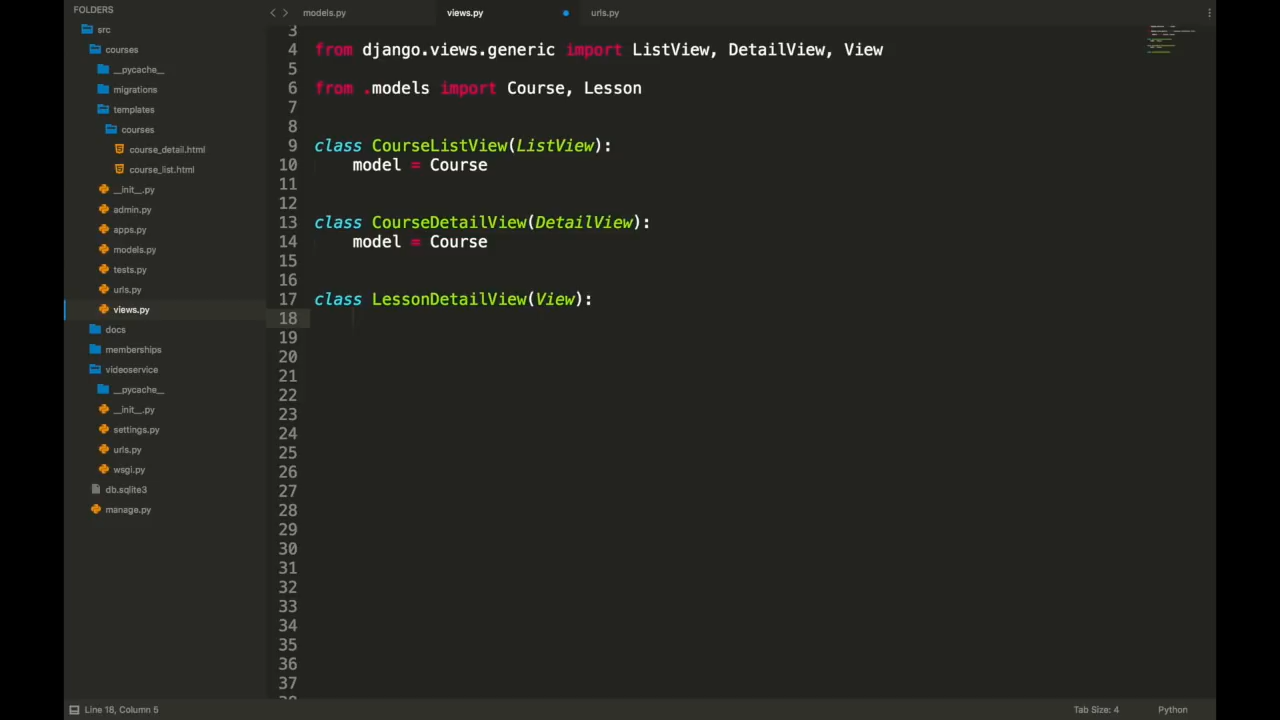 FOLDERS
src
courses
__pycache__
migrations
templates
courses
course_detail.html
course_list.html
__init__.py
admin.py
apps.py
models.py
tests.py
urls.py
views.py
docs
memberships
videoservice
__pycache__
__init__.py
settings.py
urls.py
wsgi.py
db.sqlite3
manage.py
models.py
views.py
urls.py
3
4 from django.views.generic import ListView, DetailView, View
5
6 from .models import Course, Lesson
7
8
9 class CourseListView(ListView):
10     model = Course
11
12
13 class CourseDetailView(DetailView):
14     model = Course
15
16
17 class LessonDetailView(View):
18
19
20
21
22
23
24
25
26
27
28
29
30
31
32
33
34
35
36
37
Line 18, Column 5
Tab Size: 4
Python